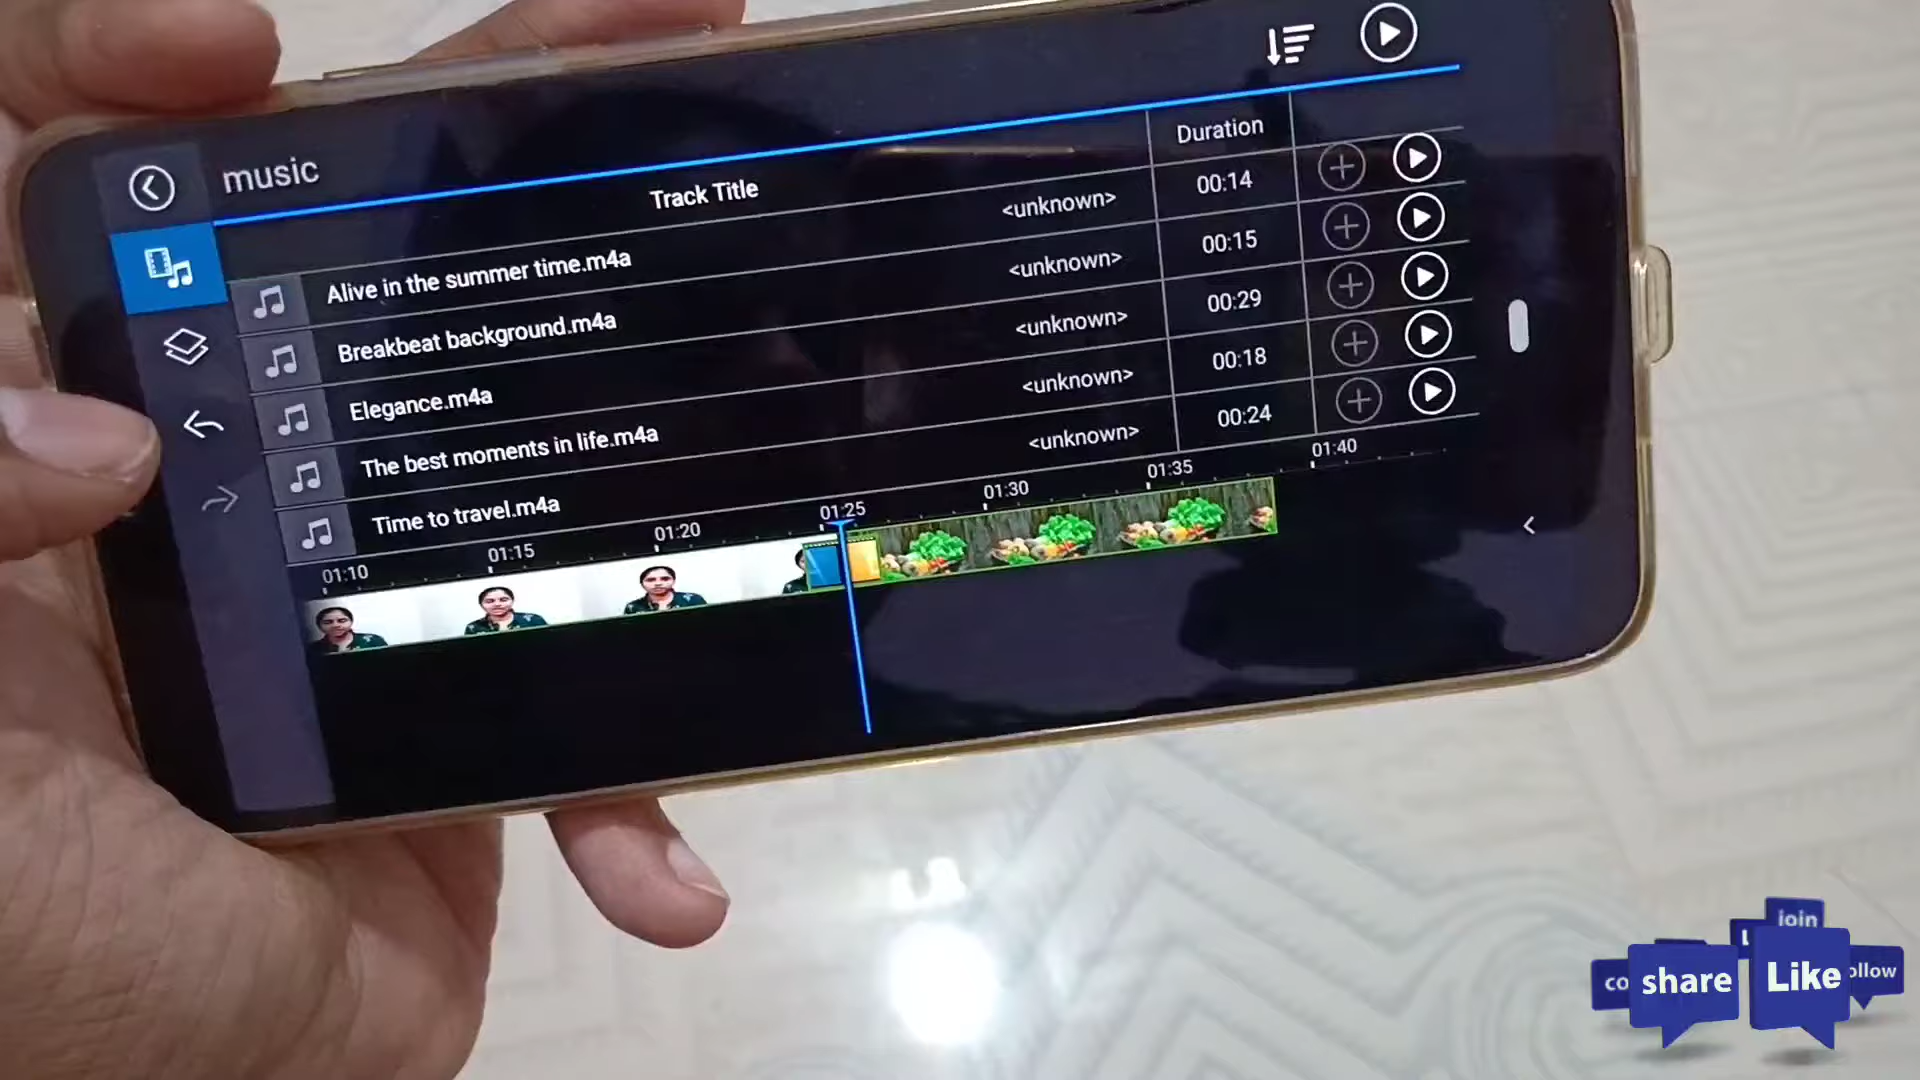 music
Track Title
Duration
Alive in the summer time.m4a <unknown> 00:14
Breakbeat background.m4a <unknown> 00:15
Elegance.m4a <unknown> 00:29
The best moments in life.m4a <unknown> 00:18
Time to travel.m4a <unknown> 00:24
01:10 01:15 01:20 01:25 01:30 01:35 01:40
join
share
Like